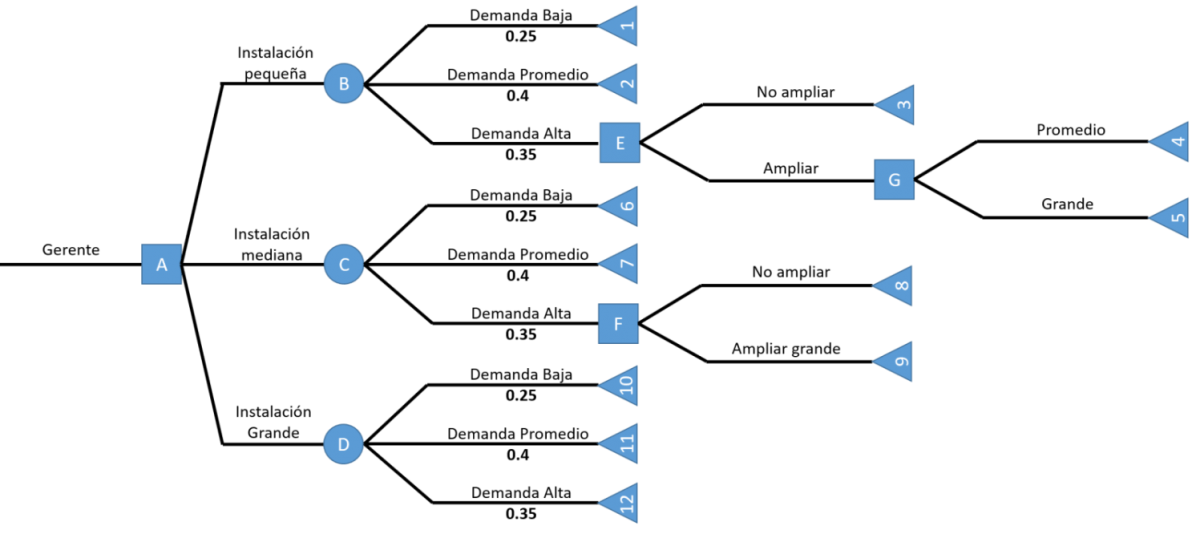 Gerente
A
Instalación
pequeña
B
Demanda Baja
0.25
1
Demanda Promedio
0.4
2
Demanda Alta
0.35
E
No ampliar
3
Ampliar
G
Promedio
4
Grande
5
Instalación
mediana
C
Demanda Baja
0.25
6
Demanda Promedio
0.4
7
Demanda Alta
0.35
F
No ampliar
8
Ampliar grande
9
Instalación
Grande
D
Demanda Baja
0.25
10
Demanda Promedio
0.4
11
Demanda Alta
0.35
12